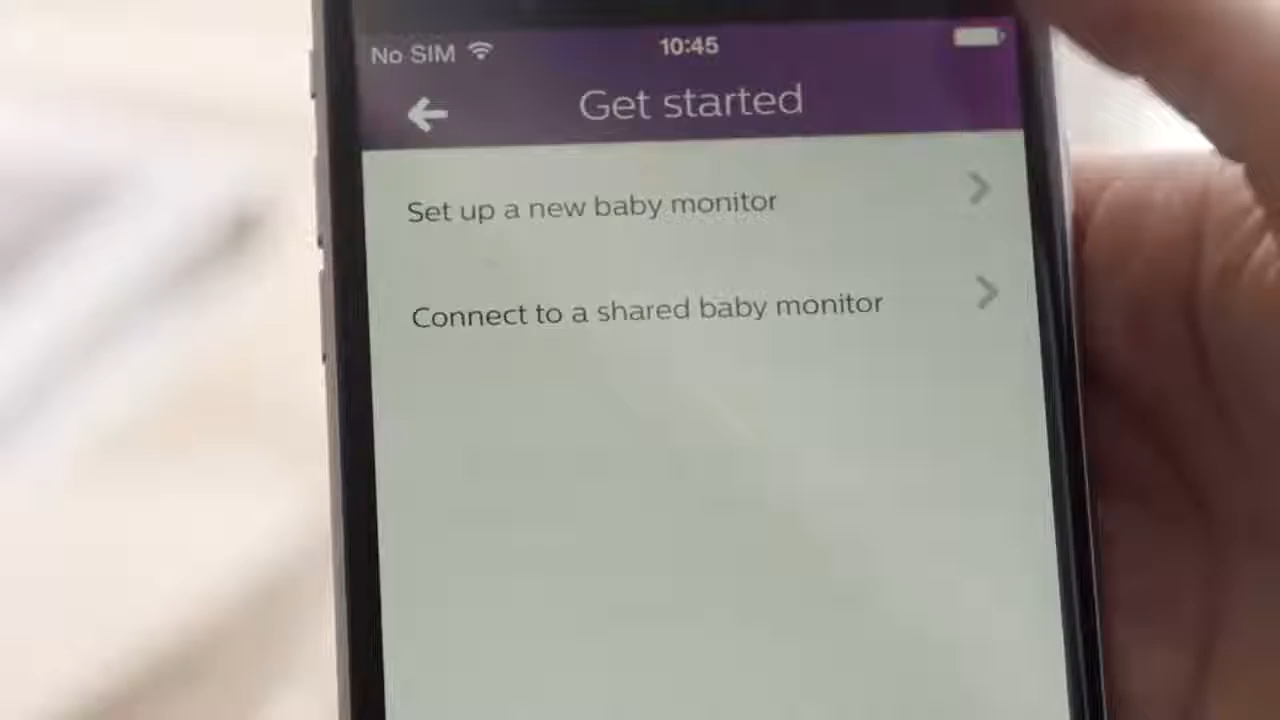 No SIM 10:45
Get started
Set up a new baby monitor
Connect to a shared baby monitor